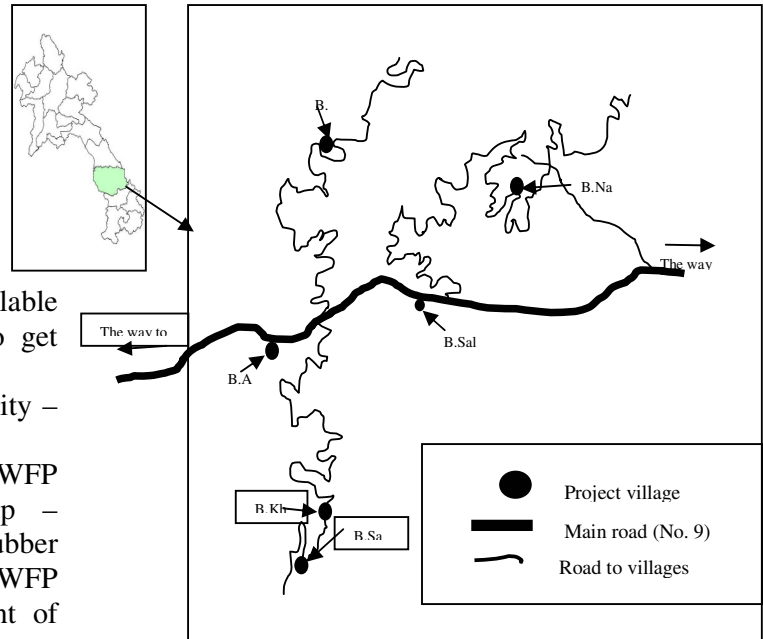 B.
B.Na
The way
lable
The way to
o get
B.Sal
B.A
ity –
WFP
p –
B.Kh
ubber
B.Sa
WFP
nt of
Project village
Main road (No. 9)
Road to villages